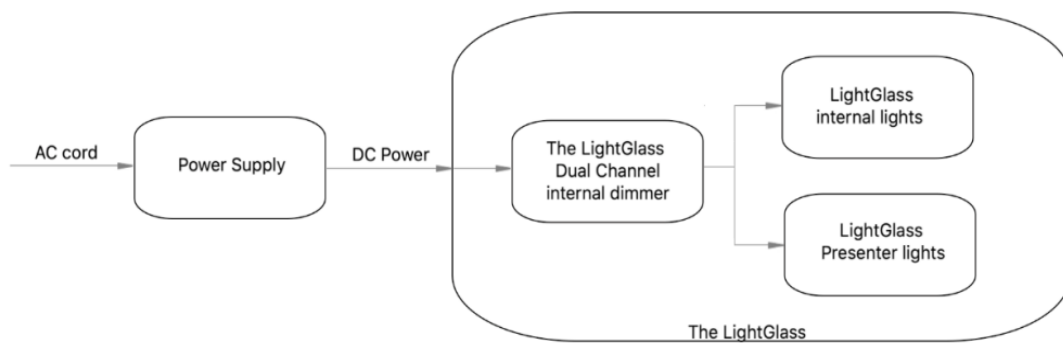 AC cord
Power Supply
DC Power
The LightGlass
Dual Channel
internal dimmer
LightGlass
internal lights
LightGlass
Presenter lights
The LightGlass